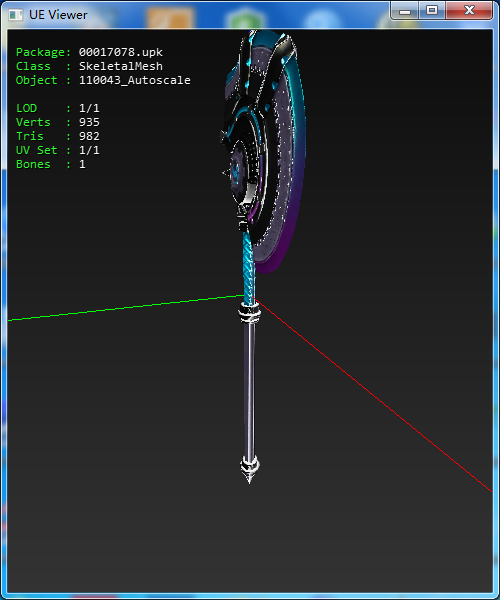 UE Viewer
Package: 00017078.upk
Class : SkeletalMesh
Object : 110043_Autoscale
LOD : 1/1
Verts : 935
Tris : 982
UV Set : 1/1
Bones : 1